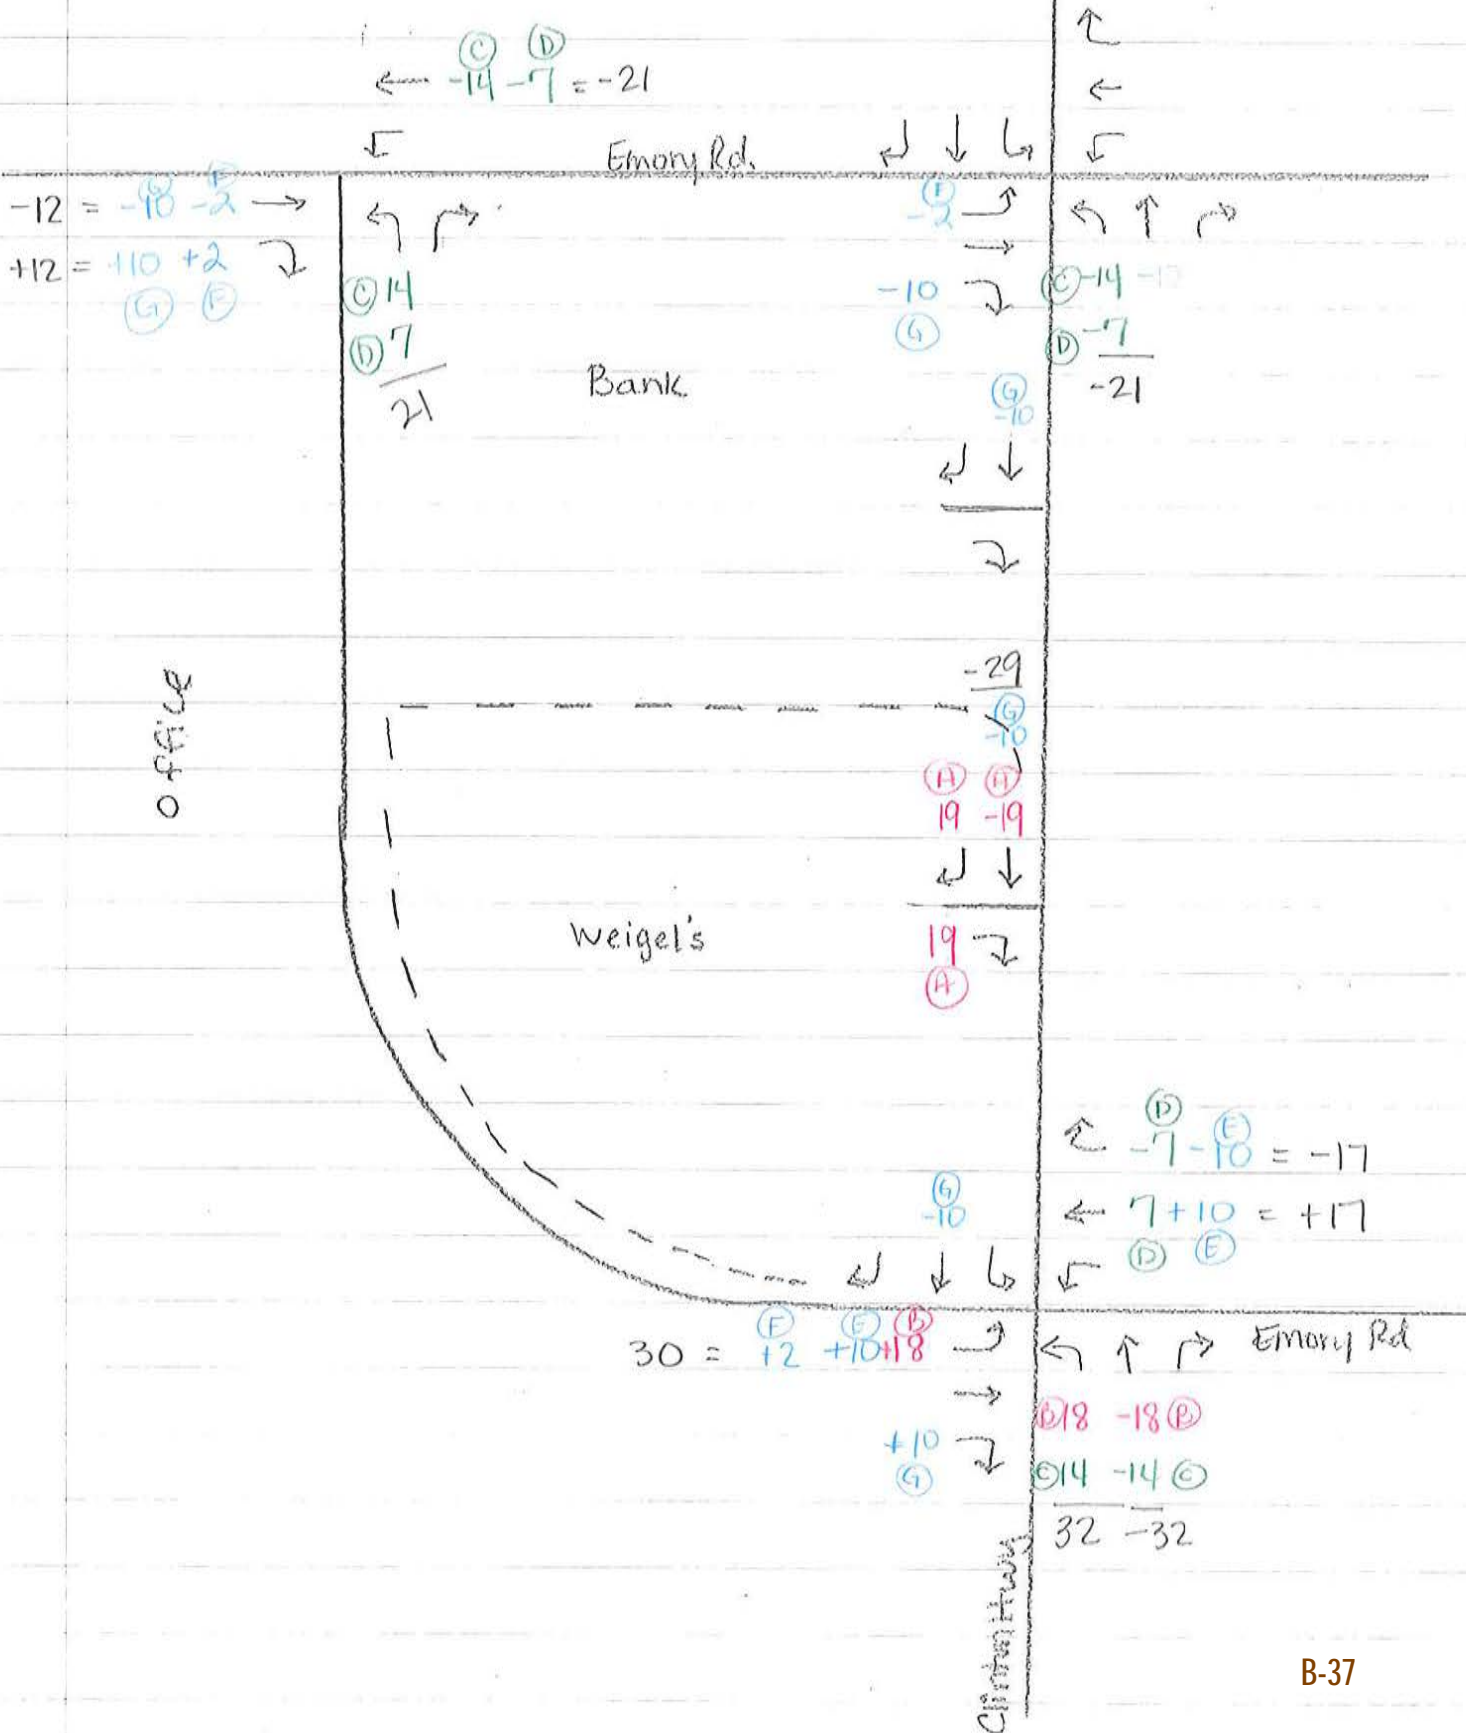 Ⓒ Ⓓ
← -14 -7 = -21
Emory Rd.
Ⓖ Ⓕ
-12 = -10 -2 →
+12 = +10 +2
Ⓖ Ⓕ
Ⓒ 14
Ⓓ 7
21
Ⓕ
-2
-10
Ⓖ
Ⓒ -14 -17
Ⓓ -7
-21
Bank
Ⓖ
-10
-29
Ⓖ
-10
Ⓐ Ⓐ
19 -19
office
Weigel's
19
Ⓐ
Ⓓ Ⓔ
-7 -10 = -17
← 7 + 10 = +17
Ⓓ Ⓔ
Ⓖ
-10
Ⓕ Ⓔ Ⓑ
30 = +2 +10 +18
Emory Rd
+10
Ⓖ
Ⓑ 18 -18 Ⓑ
Ⓒ 14 -14 Ⓒ
32 -32
Clinton Hwy
B-37